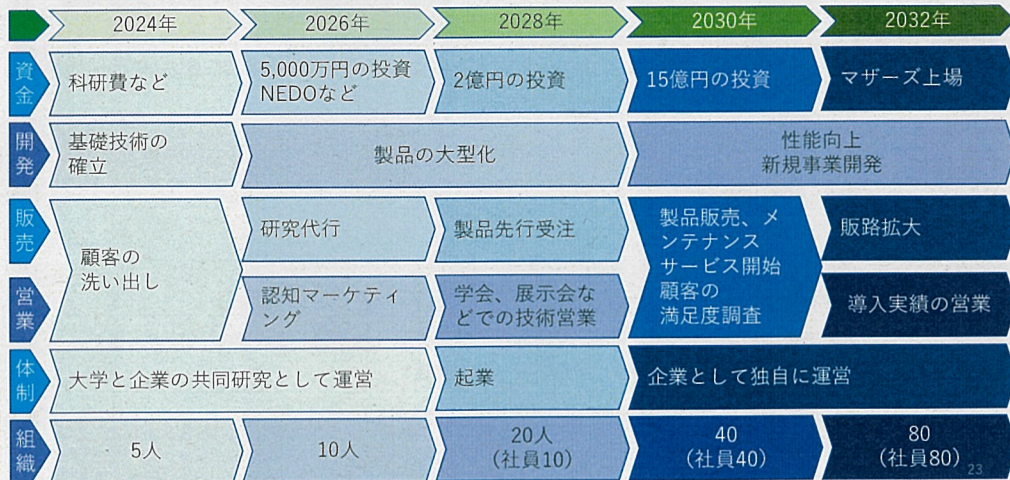 2024年
2026年
2028年
2030年
2032年
資金
科研費など
5,000万円の投資
NEDOなど
2億円の投資
15億円の投資
マザーズ上場
開発
基礎技術の
確立
製品の大型化
性能向上
新規事業開発
販売
営業
顧客の
洗い出し
研究代行
製品先行受注
製品販売、メ
ンテナンス
サービス開始
顧客の
満足度調査
販路拡大
認知マーケティ
ング
学会、展示会な
どでの技術営業
導入実績の営業
体制
大学と企業の共同研究として運営
起業
企業として独自に運営
組織
5人
10人
20人
（社員10）
40
（社員40）
80
（社員80）
23